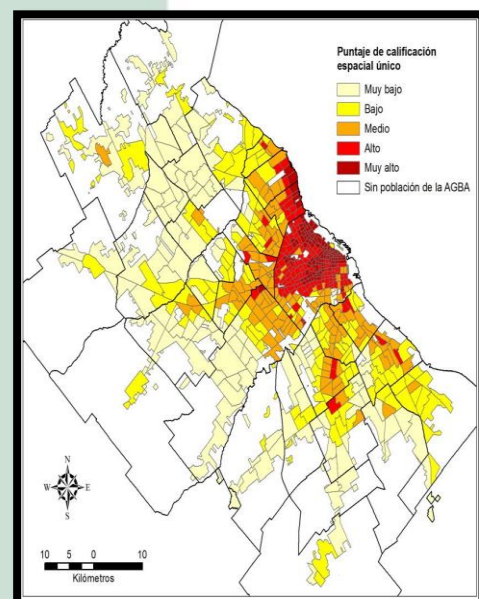 Puntaje de calificación
espacial único
Muy bajo
Bajo
Medio
Alto
Muy alto
Sin población de la AGBA
N
W E
S
10 5 0 10
Kilómetros